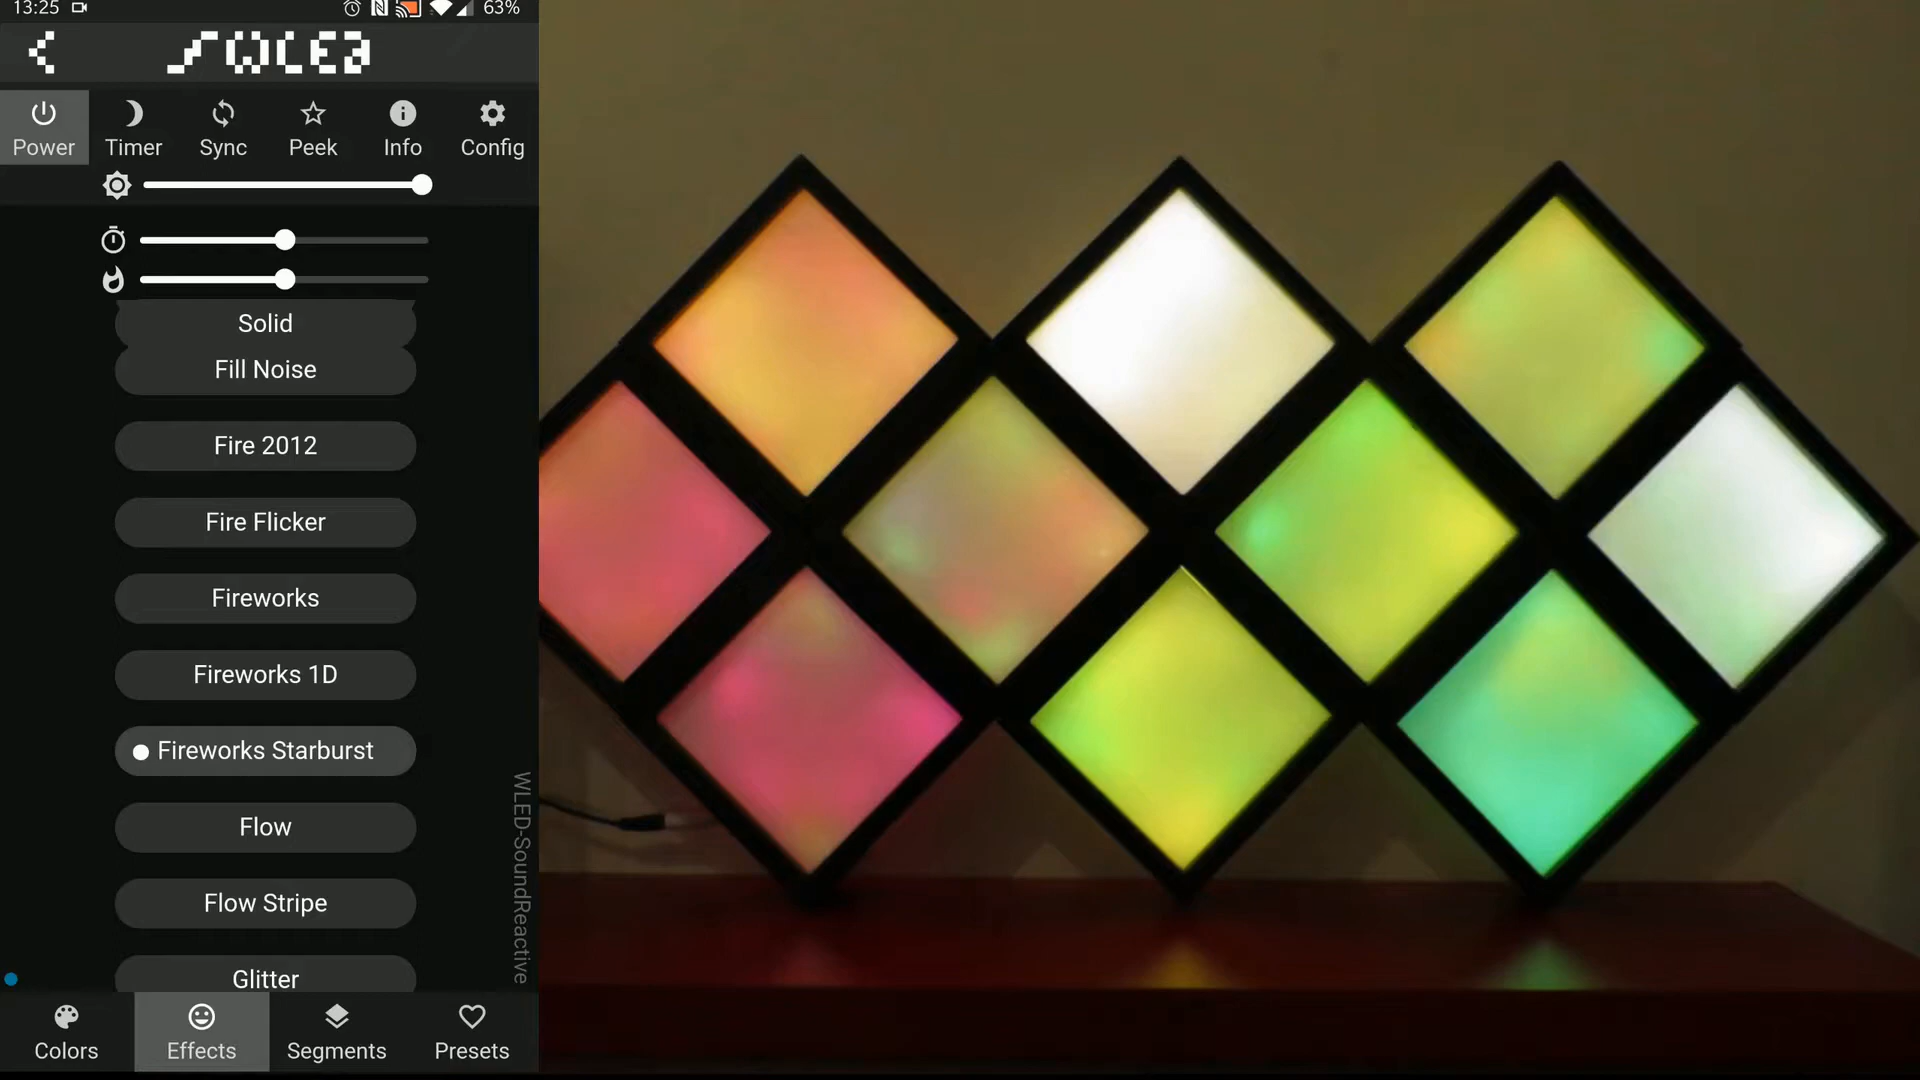 13:25 63%
Power Timer Sync Peek Info Config
Solid
Fill Noise
Fire 2012
Fire Flicker
Fireworks
Fireworks 1D
Fireworks Starburst
Flow
Flow Stripe
Glitter
WLED-SoundReactive
Colors Effects Segments Presets